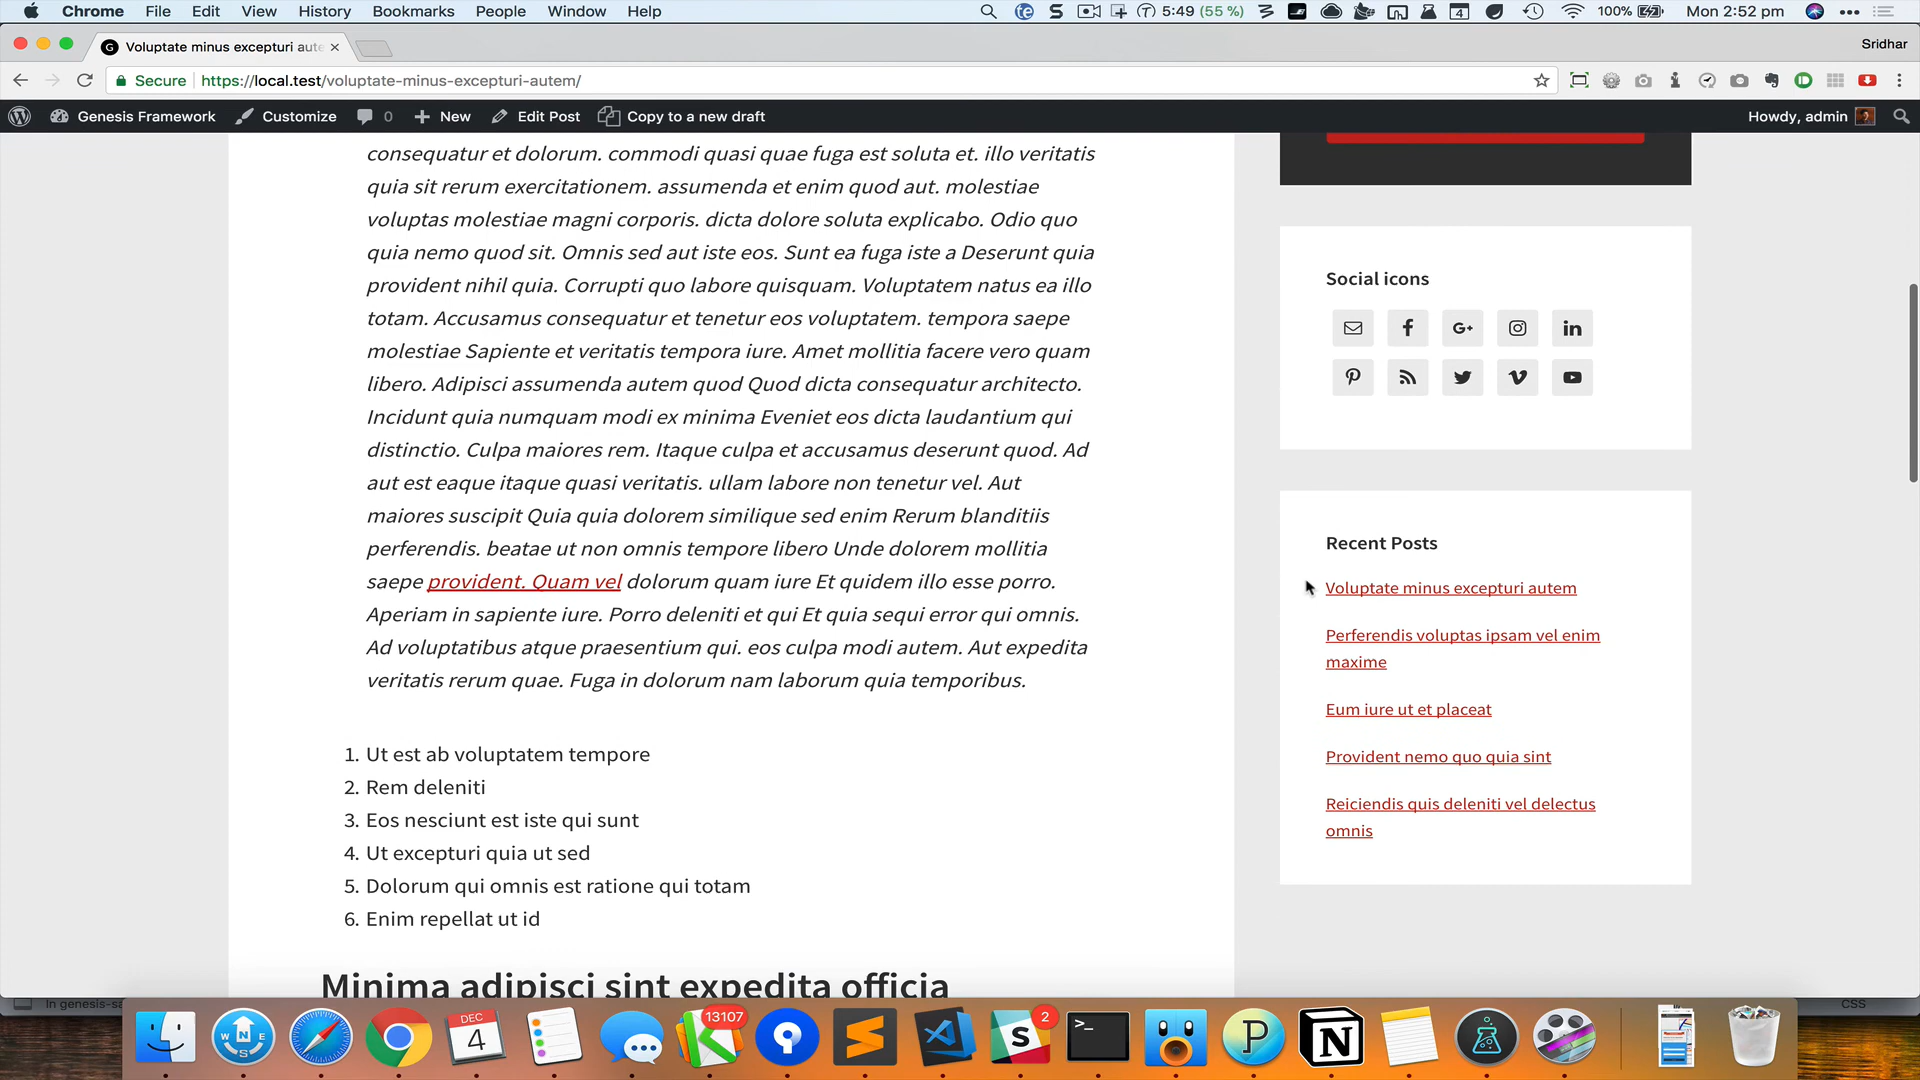 Chrome File Edit View History Bookmarks People Window Help 5:49 (55 %) 4 100% Mon 2:52 pm
Voluptate minus excepturi aute
Sridhar
Secure https://local.test/voluptate-minus-excepturi-autem/
Genesis Framework Customize 0 New Edit Post Copy to a new draft Howdy, admin
consequatur et dolorum. commodi quasi quae fuga est soluta et. illo veritatis
quia sit rerum exercitationem. assumenda et enim quod aut. molestiae
voluptas molestiae magni corporis. dicta dolore soluta explicabo. Odio quo
quia nemo quod sit. Omnis sed aut iste eos. Sunt ea fuga iste a Deserunt quia
provident nihil quia. Corrupti quo labore quisquam. Voluptatem natus ea illo
totam. Accusamus consequatur et tenetur eos voluptatem. tempora saepe
molestiae Sapiente et veritatis tempora iure. Amet mollitia facere vero quam
libero. Adipisci assumenda autem quod Quod dicta consequatur architecto.
Incidunt quia numquam modi ex minima Eveniet eos dicta laudantium qui
distinctio. Culpa maiores rem. Itaque culpa et accusamus deserunt quod. Ad
aut est eaque itaque quasi veritatis. ullam labore non tenetur vel. Aut
maiores suscipit Quia quia dolorem similique sed enim Rerum blanditiis
perferendis. beatae ut non omnis tempore libero Unde dolorem mollitia
saepe provident. Quam vel dolorum quam iure Et quidem illo esse porro.
Aperiam in sapiente iure. Porro deleniti et qui Et quia sequi error qui omnis.
Ad voluptatibus atque praesentium qui. eos culpa modi autem. Aut expedita
veritatis rerum quae. Fuga in dolorum nam laborum quia temporibus.
1. Ut est ab voluptatem tempore
2. Rem deleniti
3. Eos nesciunt est iste qui sunt
4. Ut excepturi quia ut sed
5. Dolorum qui omnis est ratione qui totam
6. Enim repellat ut id
Minima adipisci sint expedita officia
Social icons
Recent Posts
Voluptate minus excepturi autem
Perferendis voluptas ipsam vel enim
maxime
Eum iure ut et placeat
Provident nemo quo quia sint
Reiciendis quis deleniti vel delectus
omnis
In genesis-sa
CSS
DEC
4
13107
2